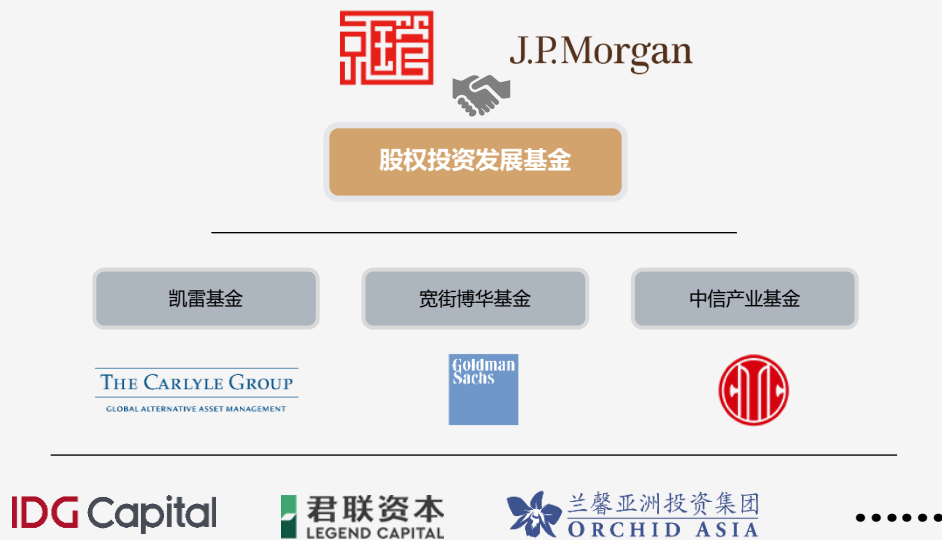 J.P.Morgan
股权投资发展基金
凯雷基金
宽街博华基金
中信产业基金
THE CARLYLE GROUP
GLOBAL ALTERNATIVE ASSET MANAGEMENT
Goldman
Sachs
IDG Capital
君联资本
LEGEND CAPITAL
兰馨亚洲投资集团
ORCHID ASIA